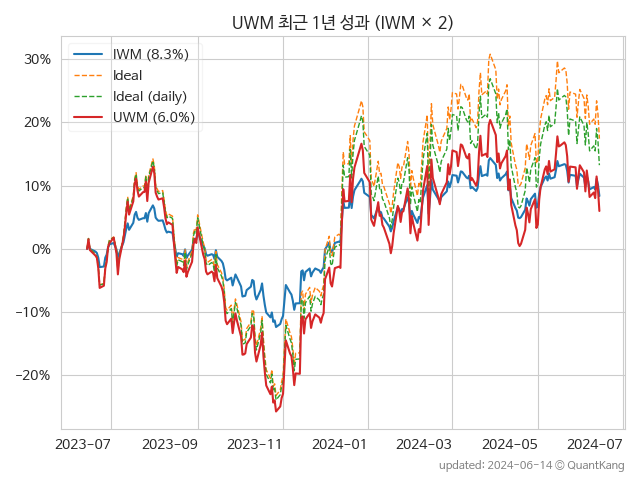 UWM 최근 1년 성과 (IWM × 2)
IWM (8.3%)
Ideal
Ideal (daily)
UWM (6.0%)
30%
20%
10%
0%
−10%
−20%
2023-07 2023-09 2023-11 2024-01 2024-03 2024-05 2024-07
updated: 2024-06-14 © QuantKang